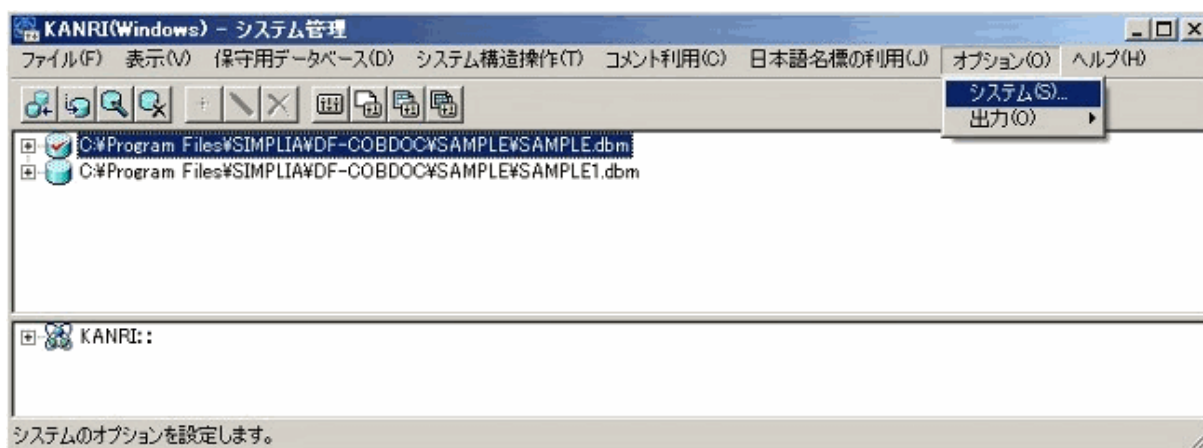 KANRI(Windows) - システム管理
ファイル(F) 表示(V) 保守用データベース(D) システム構造操作(T) コメント利用(C) 日本語名標の利用(J) オプション(O) ヘルプ(H)
システム(S)...
出力(O)
C:¥Program Files¥SIMPLIA¥DF-COBDOC¥SAMPLE¥SAMPLE.dbm
C:¥Program Files¥SIMPLIA¥DF-COBDOC¥SAMPLE¥SAMPLE1.dbm
KANRI::
システムのオプションを設定します。